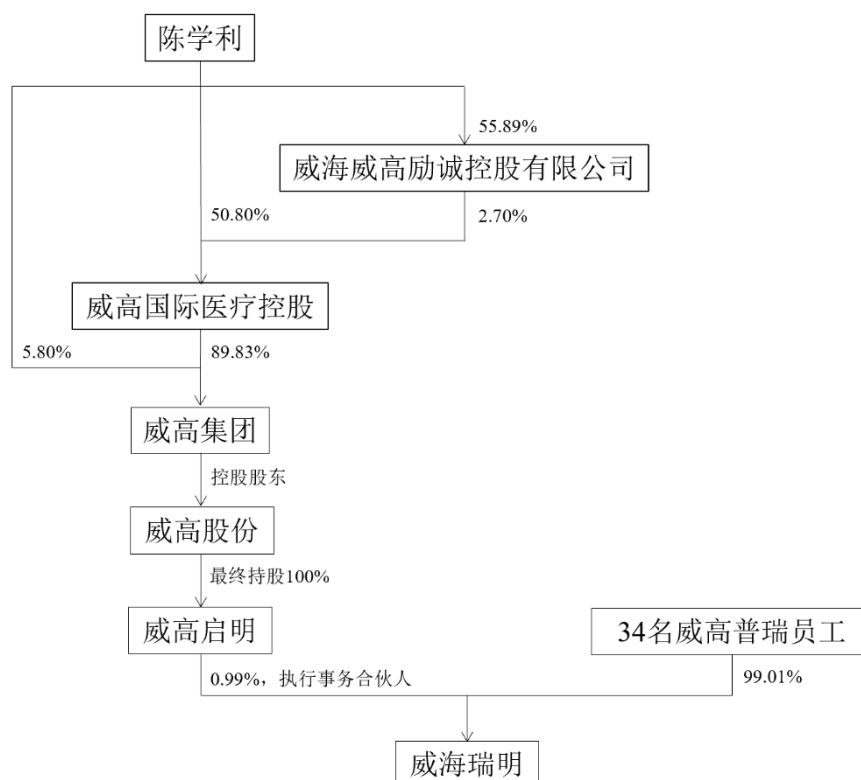 陈学利
55.89%
威海威高励诚控股有限公司
50.80%
2.70%
威高国际医疗控股
5.80%
89.83%
威高集团
控股股东
威高股份
最终持股100%
威高启明
34名威高普瑞员工
0.99%，执行事务合伙人
99.01%
威海瑞明